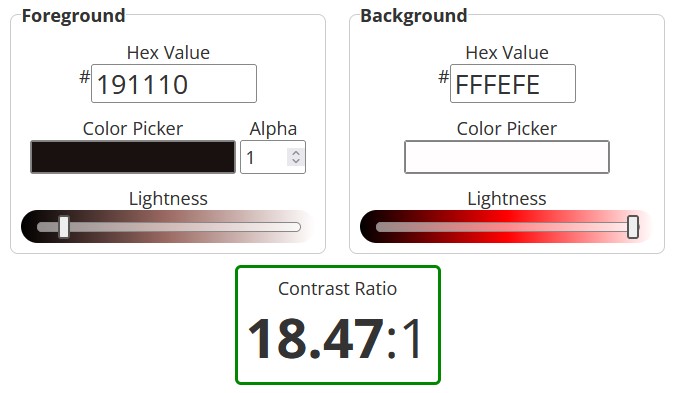 Foreground
Hex Value
#191110
Color Picker
Alpha
1
Lightness
Background
Hex Value
#FFFEFE
Color Picker
Lightness
Contrast Ratio
18.47:1